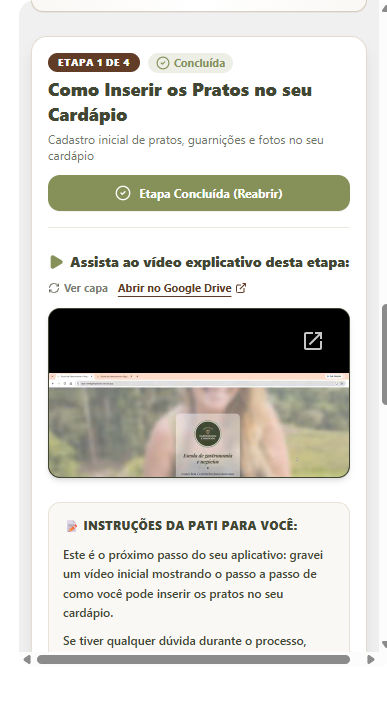 ETAPA 1 DE 4
Concluída
Como Inserir os Pratos no seu
Cardápio
Cadastro inicial de pratos, guarnições e fotos no seu
cardápio
Etapa Concluída (Reabrir)
Assista ao vídeo explicativo desta etapa:
Ver capa
Abrir no Google Drive
Escola de gastronomia
e negócios
INSTRUÇÕES DA PATI PARA VOCÊ:
Este é o próximo passo do seu aplicativo: gravei
um vídeo inicial mostrando o passo a passo de
como você pode inserir os pratos no seu
cardápio.
Se tiver qualquer dúvida durante o processo,